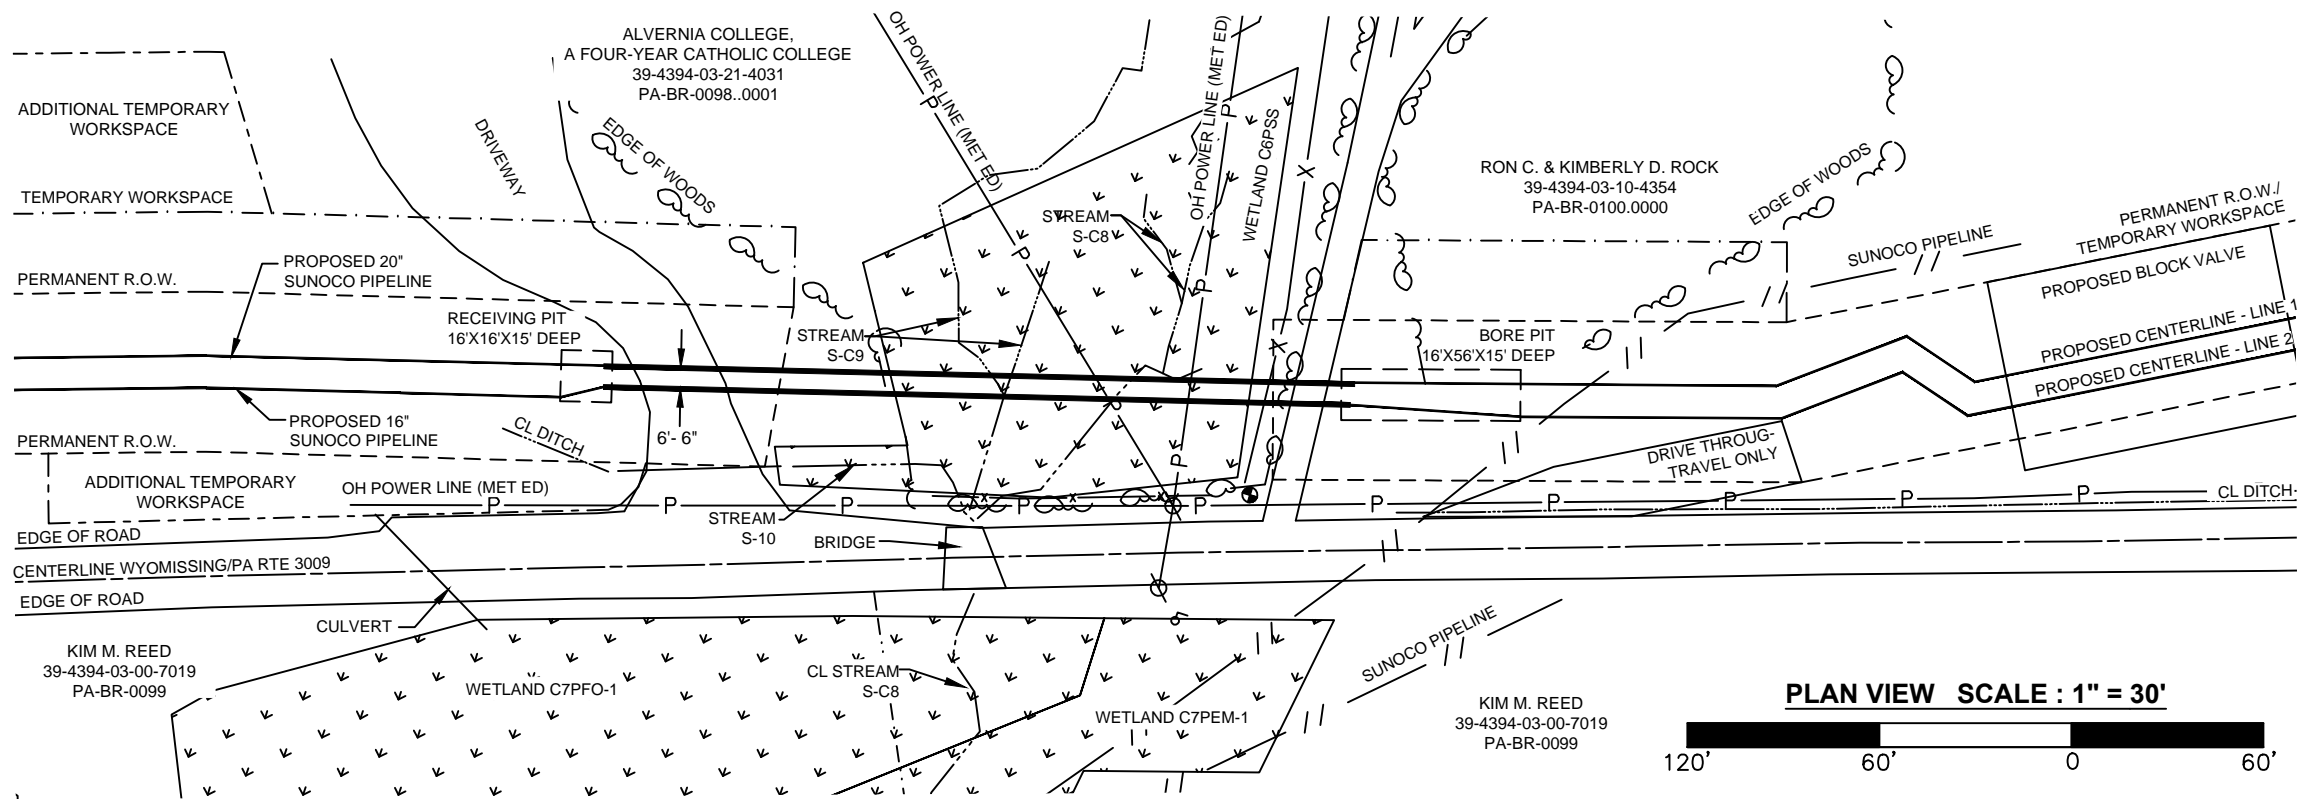 ALVERNIA COLLEGE,
A FOUR-YEAR CATHOLIC COLLEGE
39-4394-03-21-4031
PA-BR-0098..0001
OH POWER LINE (MET ED)
P
P
OH POWER LINE (MET ED)
P
P
P
ADDITIONAL TEMPORARY
WORKSPACE
DRIVEWAY
EDGE OF WOODS
TEMPORARY WORKSPACE
WETLAND C6PSS
X
X
STREAM
S-C8
RON C. & KIMBERLY D. ROCK
39-4394-03-10-4354
PA-BR-0100.0000
EDGE OF WOODS
PERMANENT R.O.W./
TEMPORARY WORKSPACE
SUNOCO PIPELINE
PROPOSED BLOCK VALVE
PROPOSED CENTERLINE - LINE 1
PROPOSED CENTERLINE - LINE 2
PERMANENT R.O.W.
PROPOSED 20"
SUNOCO PIPELINE
RECEIVING PIT
16'X16'X15' DEEP
STREAM
S-C9
BORE PIT
16'X56'X15' DEEP
PROPOSED 16"
SUNOCO PIPELINE
6'- 6"
CL DITCH
PERMANENT R.O.W.
DRIVE THROUG-
TRAVEL ONLY
ADDITIONAL TEMPORARY
WORKSPACE
OH POWER LINE (MET ED)
P
P
P
P
P
P
P
P
P
P
X
X
X
CL DITCH
STREAM
S-10
BRIDGE
EDGE OF ROAD
CENTERLINE WYOMISSING/PA RTE 3009
EDGE OF ROAD
CULVERT
KIM M. REED
39-4394-03-00-7019
PA-BR-0099
WETLAND C7PFO-1
CL STREAM
S-C8
WETLAND C7PEM-1
SUNOCO PIPELINE
KIM M. REED
39-4394-03-00-7019
PA-BR-0099
PLAN VIEW SCALE : 1" = 30'
120' 60' 0 60'